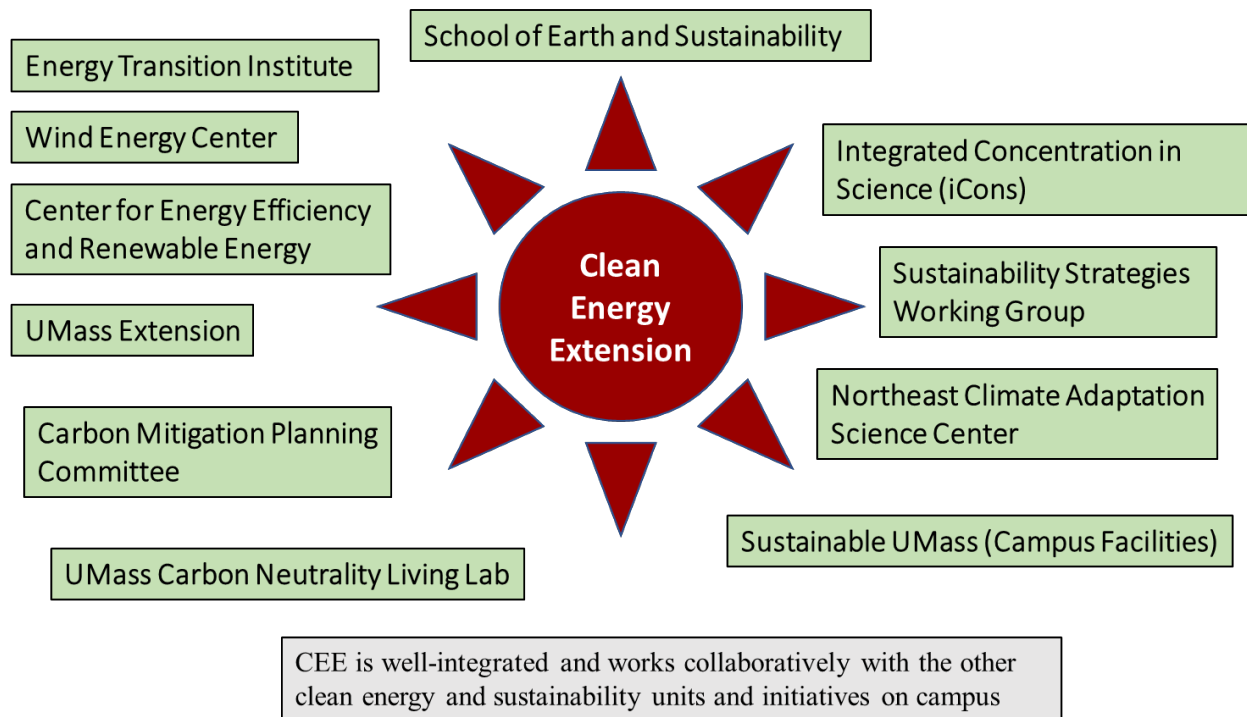 School of Earth and Sustainability
Energy Transition Institute
Wind Energy Center
Center for Energy Efficiency
and Renewable Energy
UMass Extension
Carbon Mitigation Planning
Committee
UMass Carbon Neutrality Living Lab
Clean
Energy
Extension
Integrated Concentration in
Science (iCons)
Sustainability Strategies
Working Group
Northeast Climate Adaptation
Science Center
Sustainable UMass (Campus Facilities)
CEE is well-integrated and works collaboratively with the other
clean energy and sustainability units and initiatives on campus